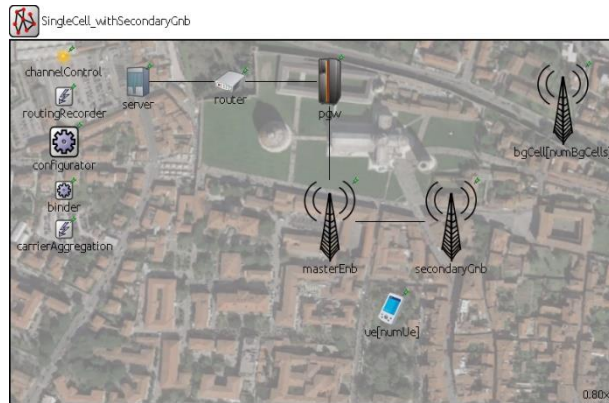 SingleCell_withSecondaryGnb
channelControl
routingRecorder
configurator
binder
carrierAggregation
server
router
pgw
bgCell[numBgCells]
masterEnb
secondaryGnb
ue[numUe]
0.80x